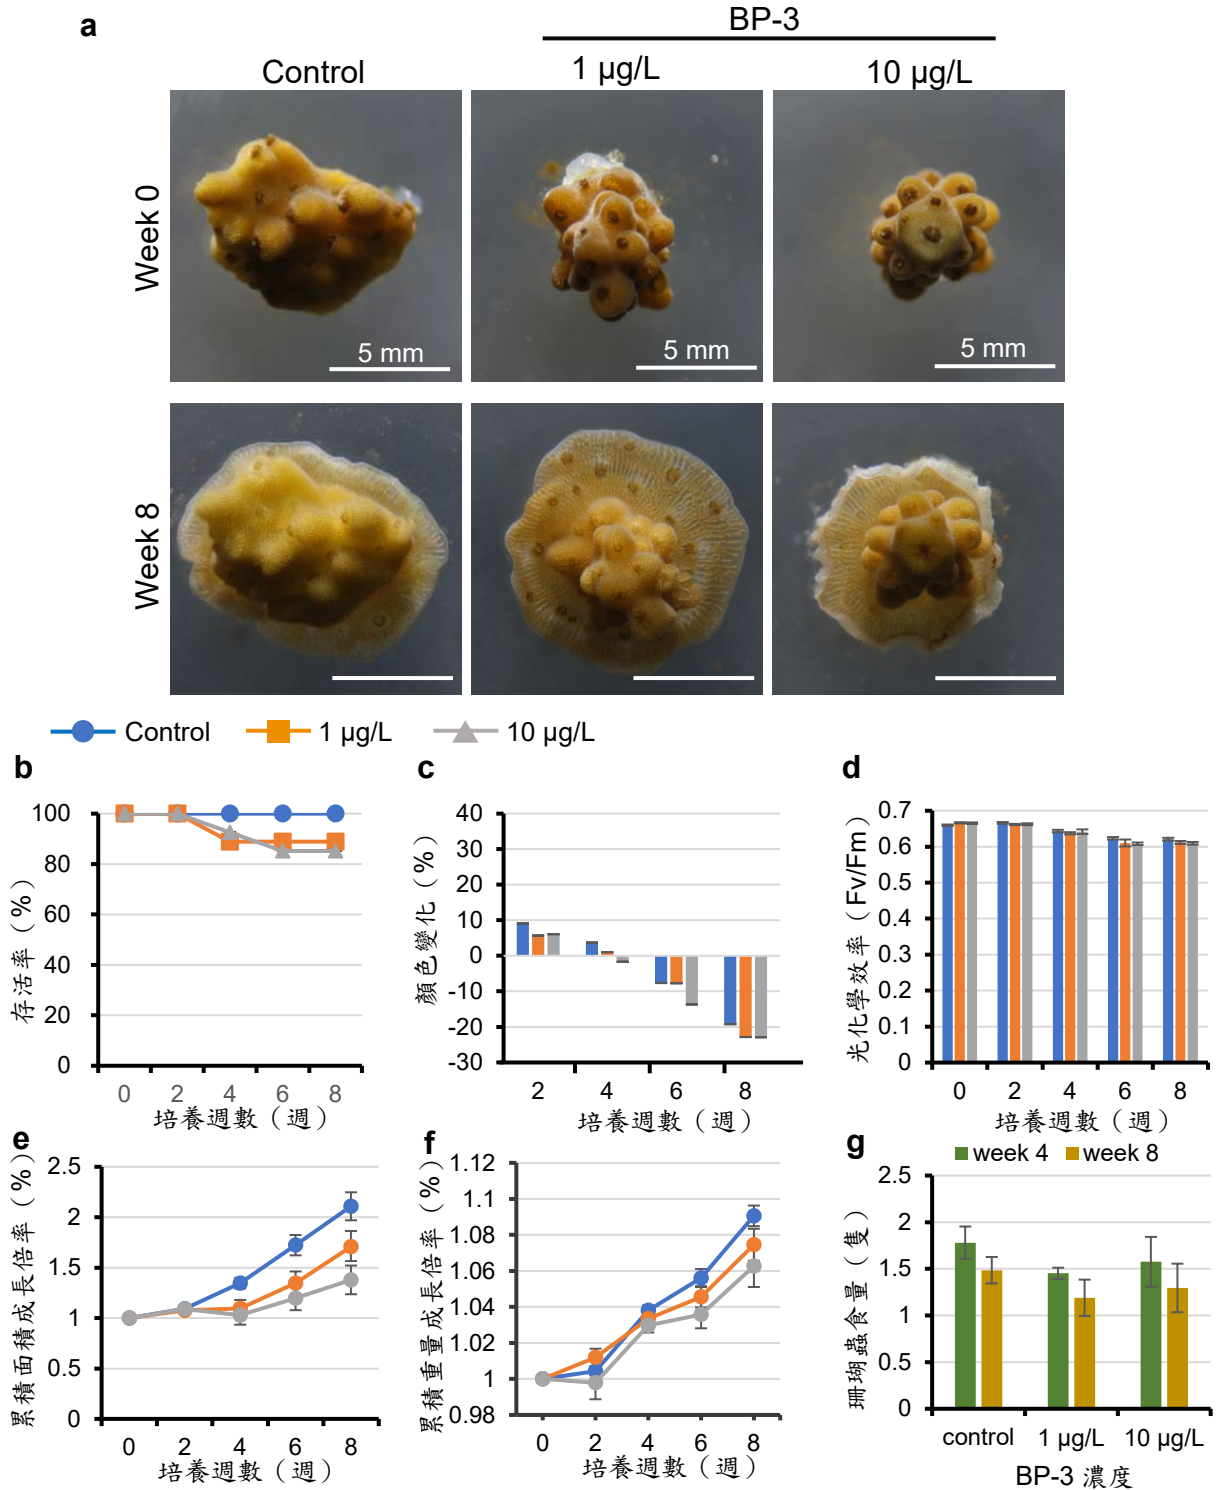 a
BP-3
Control
1 μg/L
10 μg/L
Week 0
5 mm
5 mm
5 mm
Week 8
Control
1 μg/L
10 μg/L
b
存活率（%）
100
80
60
40
20
0
0 2 4 6 8
培養週數（週）
c
顏色變化（%）
40
30
20
10
0
-10
-20
-30
2 4 6 8
d
光化學效率（Fv/Fm）
0.7
0.6
0.5
0.4
0.3
0.2
0.1
0
0 2 4 6 8
培養週數（週）
e
累積面積成長倍率（%）
2.5
2
1.5
1
0.5
0
0 2 4 6 8
培養週數（週）
f
累積重量成長倍率（%）
1.12
1.1
1.08
1.06
1.04
1.02
1
0.98
0 2 4 6 8
培養週數（週）
g
week 4
week 8
珊瑚蟲食量（隻）
2.5
2
1.5
1
0.5
0
control 1 μg/L 10 μg/L
BP-3 濃度